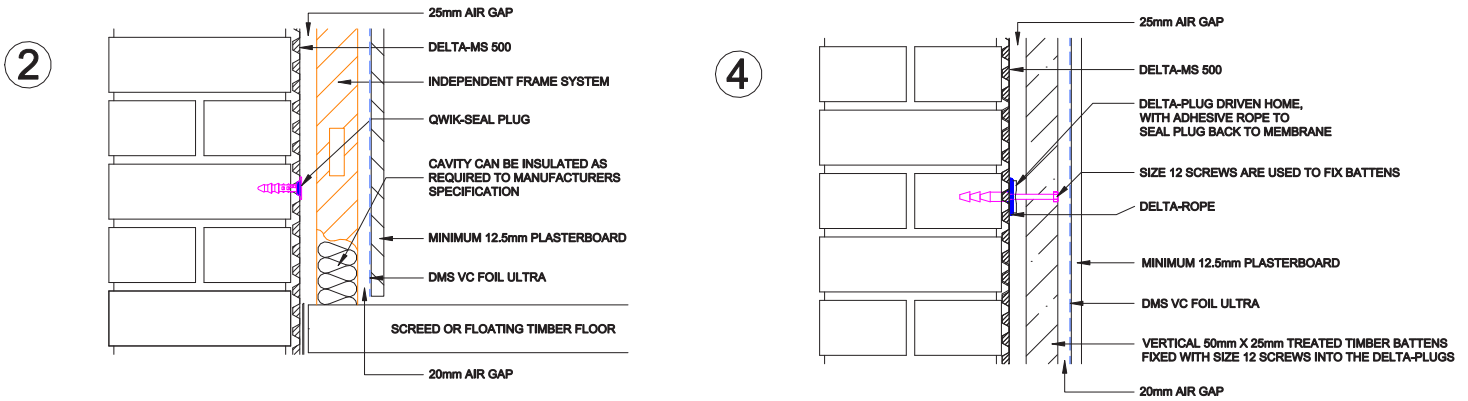 2
25mm AIR GAP
DELTA-MS 500
INDEPENDENT FRAME SYSTEM
QWIK-SEAL PLUG
CAVITY CAN BE INSULATED AS
REQUIRED TO MANUFACTURERS
SPECIFICATION
MINIMUM 12.5mm PLASTERBOARD
DMS VC FOIL ULTRA
SCREED OR FLOATING TIMBER FLOOR
20mm AIR GAP
4
25mm AIR GAP
DELTA-MS 500
DELTA-PLUG DRIVEN HOME,
WITH ADHESIVE ROPE TO
SEAL PLUG BACK TO MEMBRANE
SIZE 12 SCREWS ARE USED TO FIX BATTENS
DELTA-ROPE
MINIMUM 12.5mm PLASTERBOARD
DMS VC FOIL ULTRA
VERTICAL 50mm X 25mm TREATED TIMBER BATTENS
FIXED WITH SIZE 12 SCREWS INTO THE DELTA-PLUGS
20mm AIR GAP